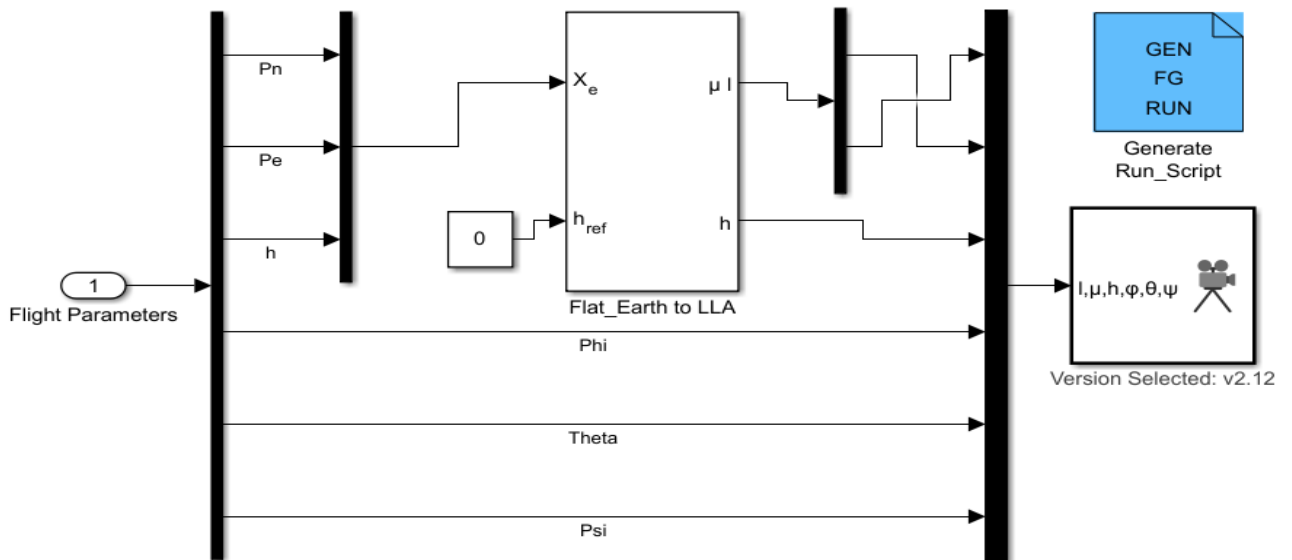 Pn
Pe
h
1
Flight Parameters
X_e
h_ref
μ l
h
0
Flat_Earth to LLA
Phi
Theta
Psi
GEN
FG
RUN
Generate
Run_Script
l,μ,h,φ,θ,ψ
Version Selected: v2.12